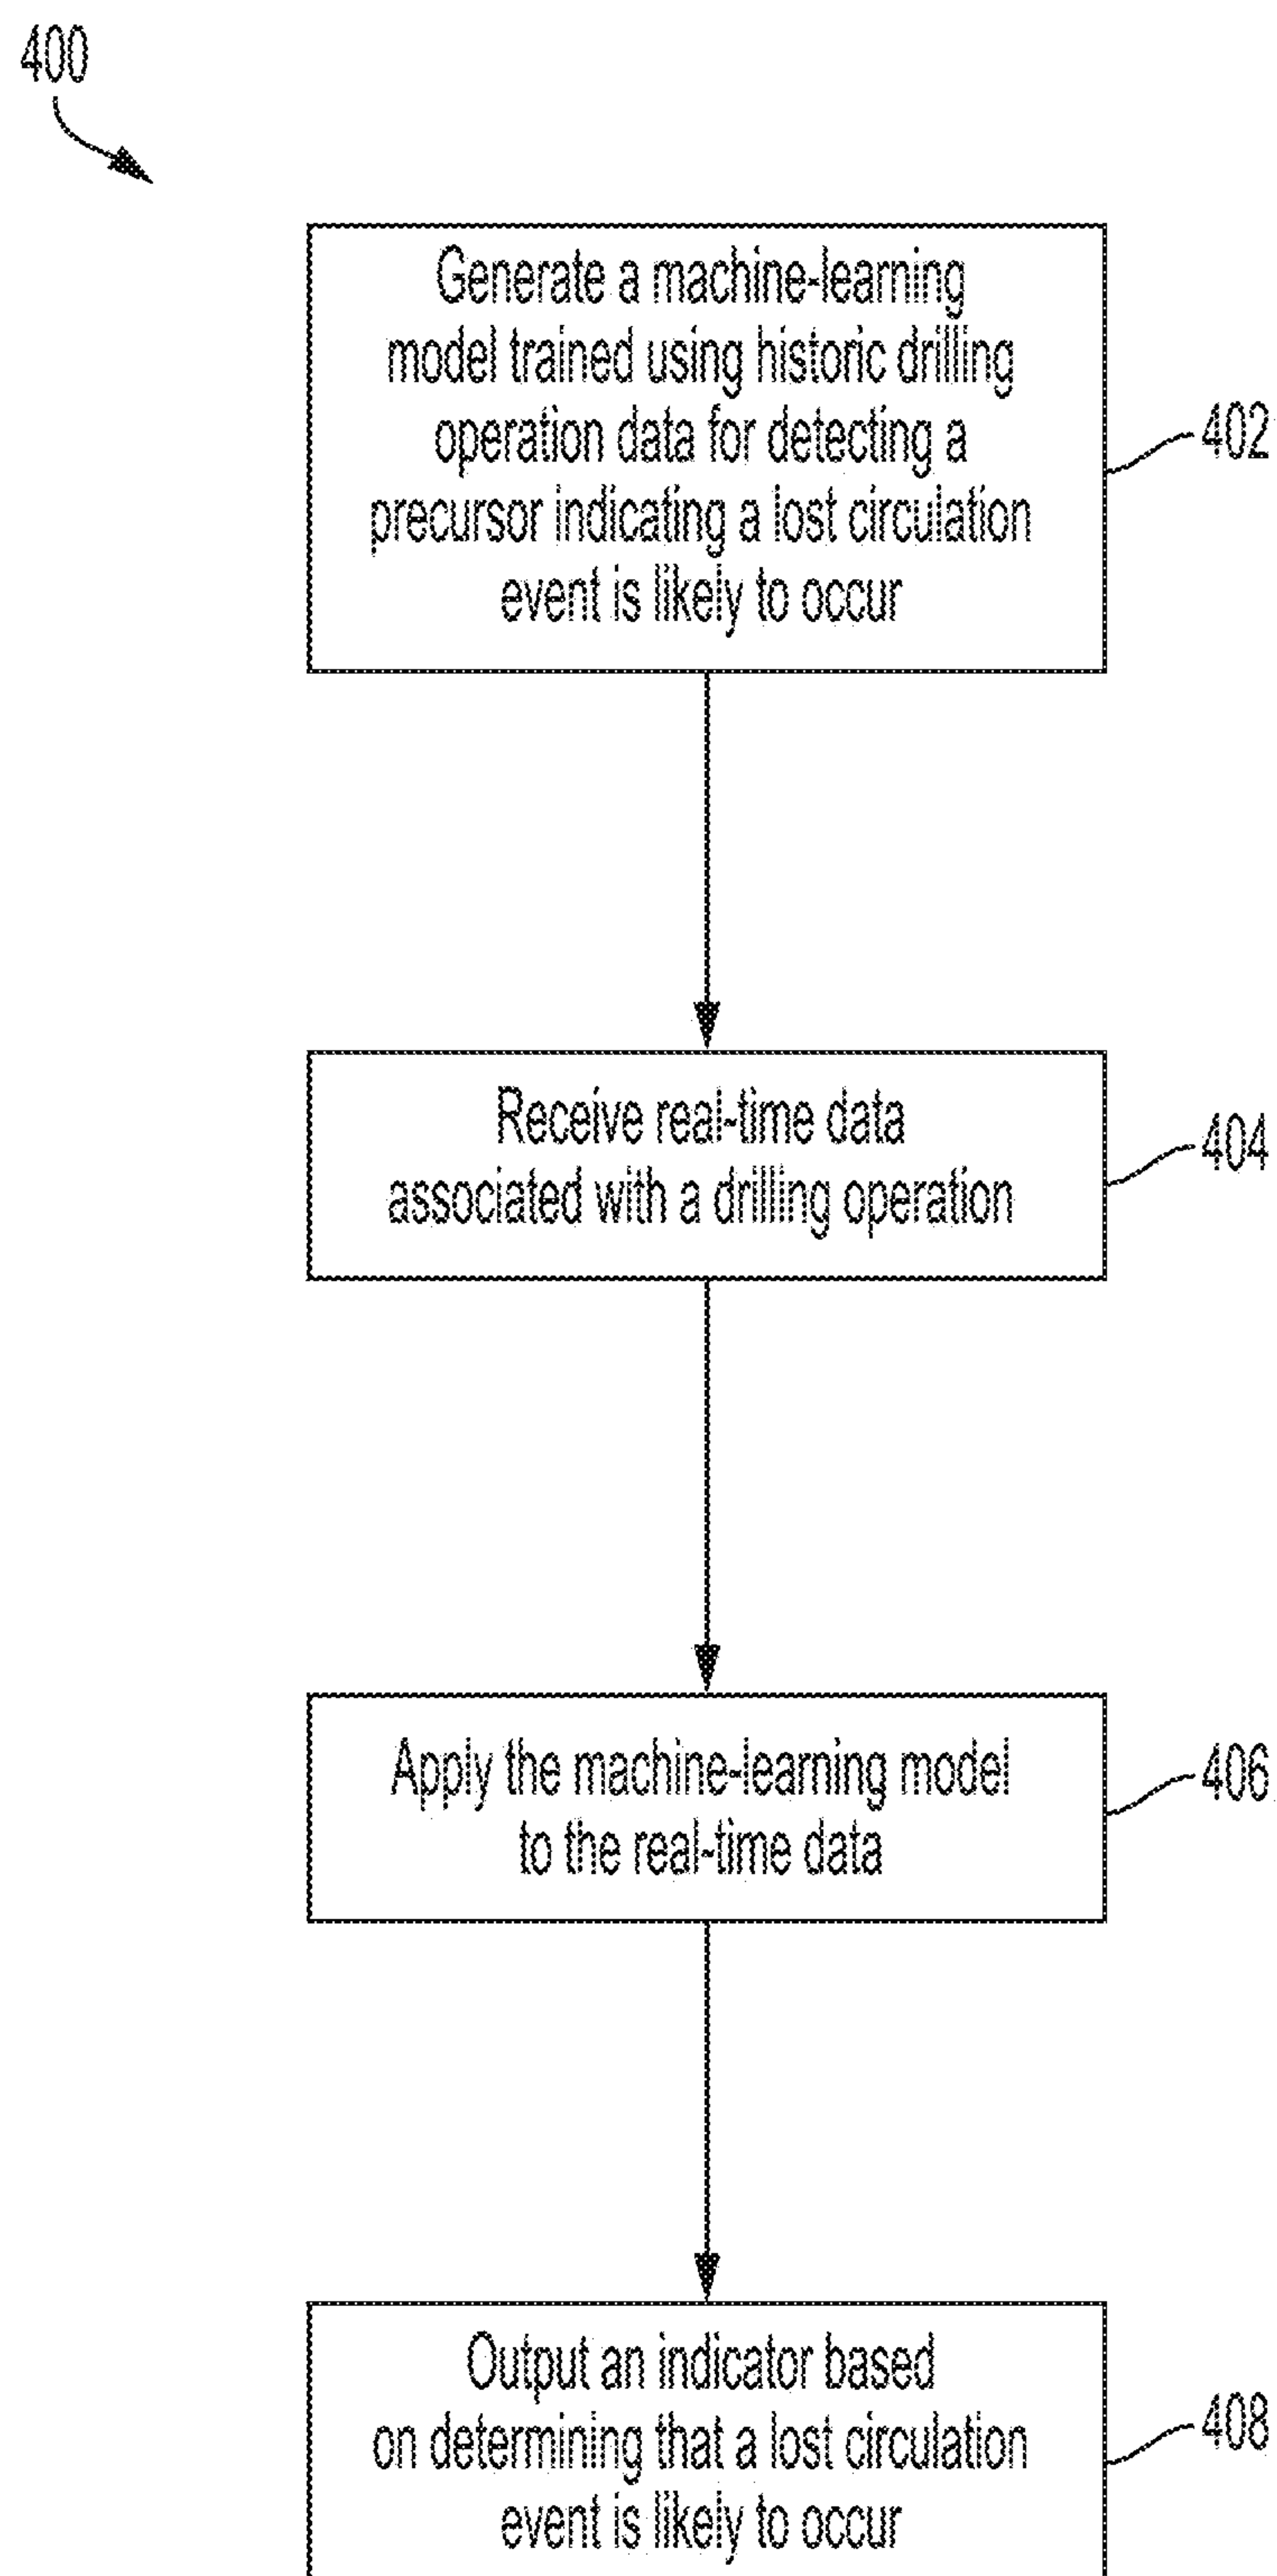 400
Generate a machine-learning
model trained using historic drilling
operation data for detecting a
precursor indicating a lost circulation
event is likely to occur
402
Receive real-time data
associated with a drilling operation
404
Apply the machine-learning model
to the real-time data
406
Output an indicator based
on determining that a lost circulation
event is likely to occur
408